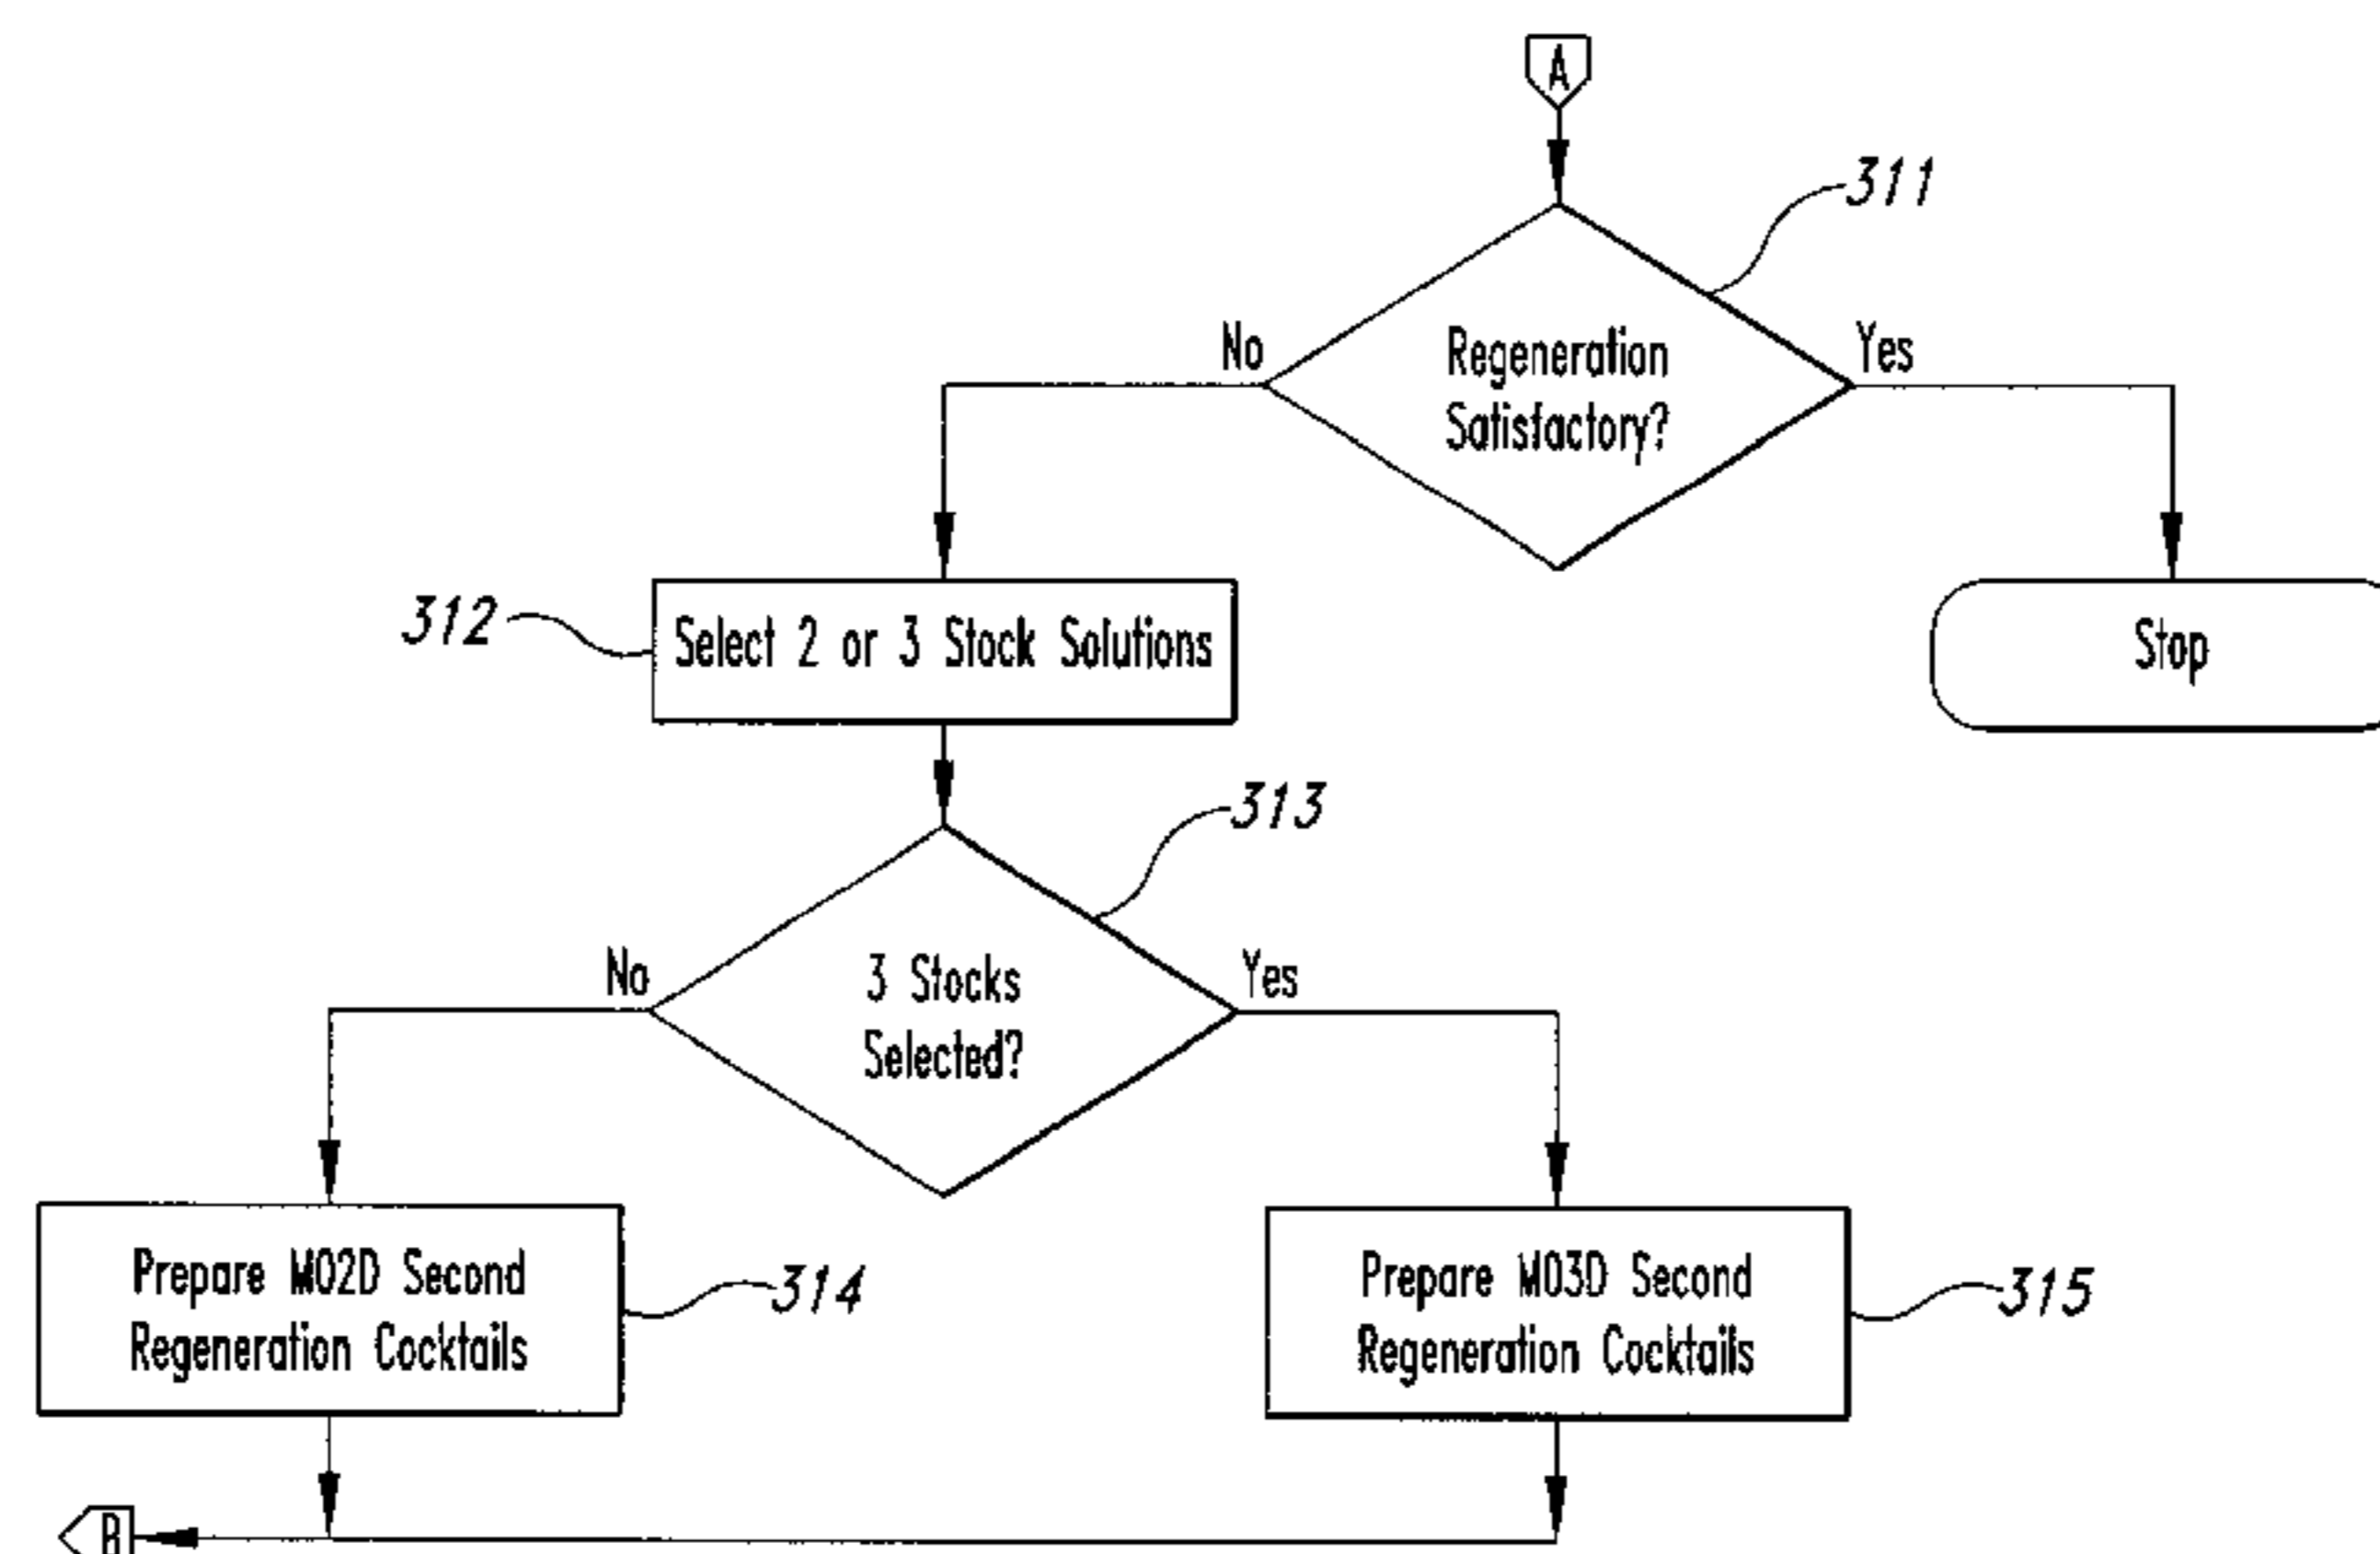 A
311
No
Yes
Regeneration
Satisfactory?
312
Select 2 or 3 Stock Solutions
Stop
313
No
Yes
3 Stocks
Selected?
Prepare M02D Second
Regeneration Cocktails
314
Prepare M03D Second
Regeneration Cocktails
315
B